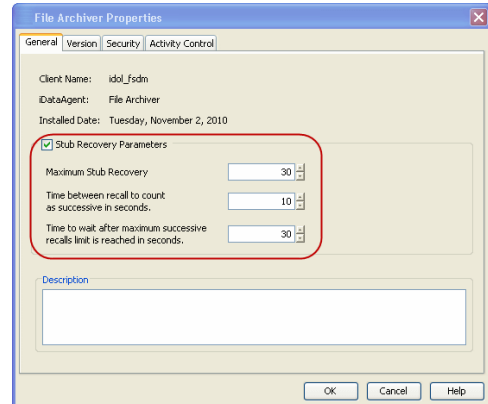 File Archiver Properties
General Version Security Activity Control
Client Name: idol_fsdm
iDataAgent: File Archiver
Installed Date: Tuesday, November 2, 2010
Stub Recovery Parameters
Maximum Stub Recovery 30
Time between recall to count
as successive in seconds. 10
Time to wait after maximum successive
recalls limit is reached in seconds. 30
Description
OK Cancel Help